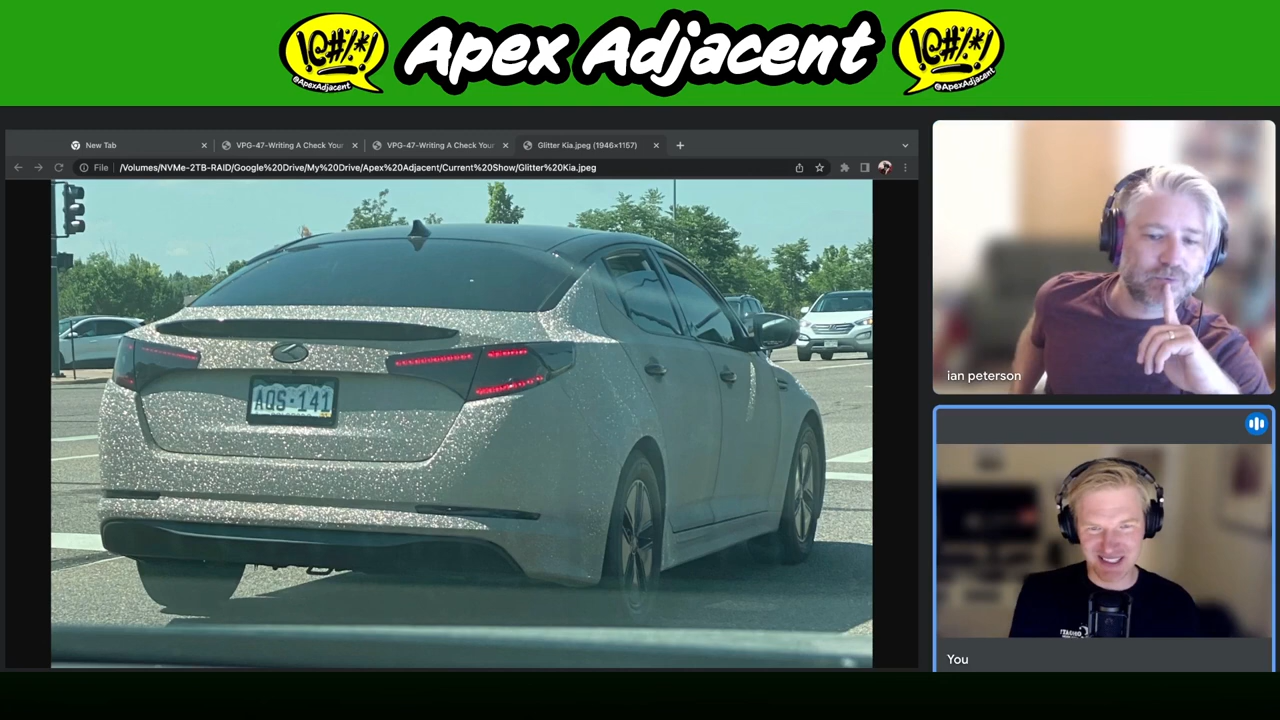 !@#/*!
@ApexAdjacent
Apex Adjacent
!@#/*!
@ApexAdjacent
New Tab
VPG-47-Writing A Check Your
VPG-47-Writing A Check Your
Glitter Kia.jpeg (1946×1157)
File
/Volumes/NVMe-2TB-RAID/Google%20Drive/My%20Drive/Apex%20Adjacent/Current%20Show/Glitter%20Kia.jpeg
AQS-141
ian peterson
You